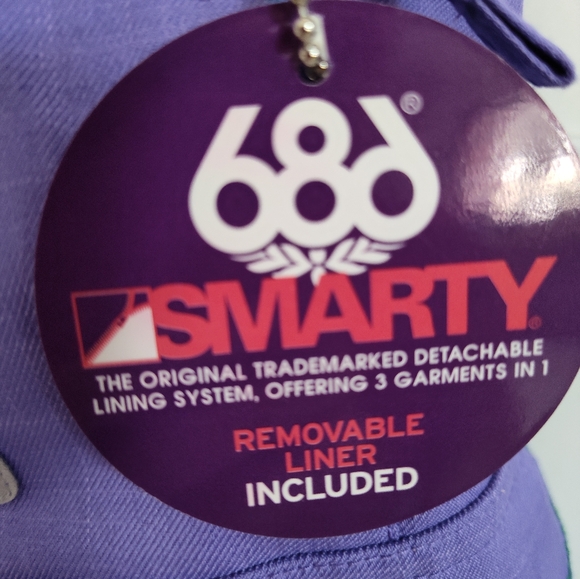 686®
SMARTY®
THE ORIGINAL TRADEMARKED DETACHABLE
LINING SYSTEM, OFFERING 3 GARMENTS IN 1
REMOVABLE
LINER
INCLUDED